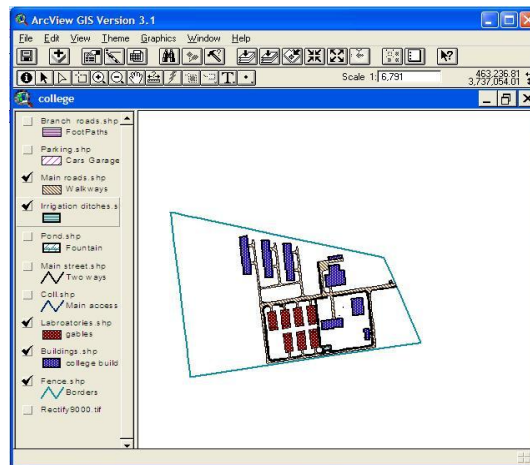 ArcView GIS Version 3.1
File Edit View Theme Graphics Window Help
Scale 1: 6,791
463,236.81
3,737,054.01
college
Branch roads.shp
FootPaths
Parking.shp
Cars Garage
Main roads.shp
Walkways
Irrigation ditches.s
Pond.shp
Fountain
Main street.shp
Two ways
Coll.shp
Main access
Labroatories.shp
gables
Buildings.shp
college build
Fence.shp
Borders
Rectify9000.tif